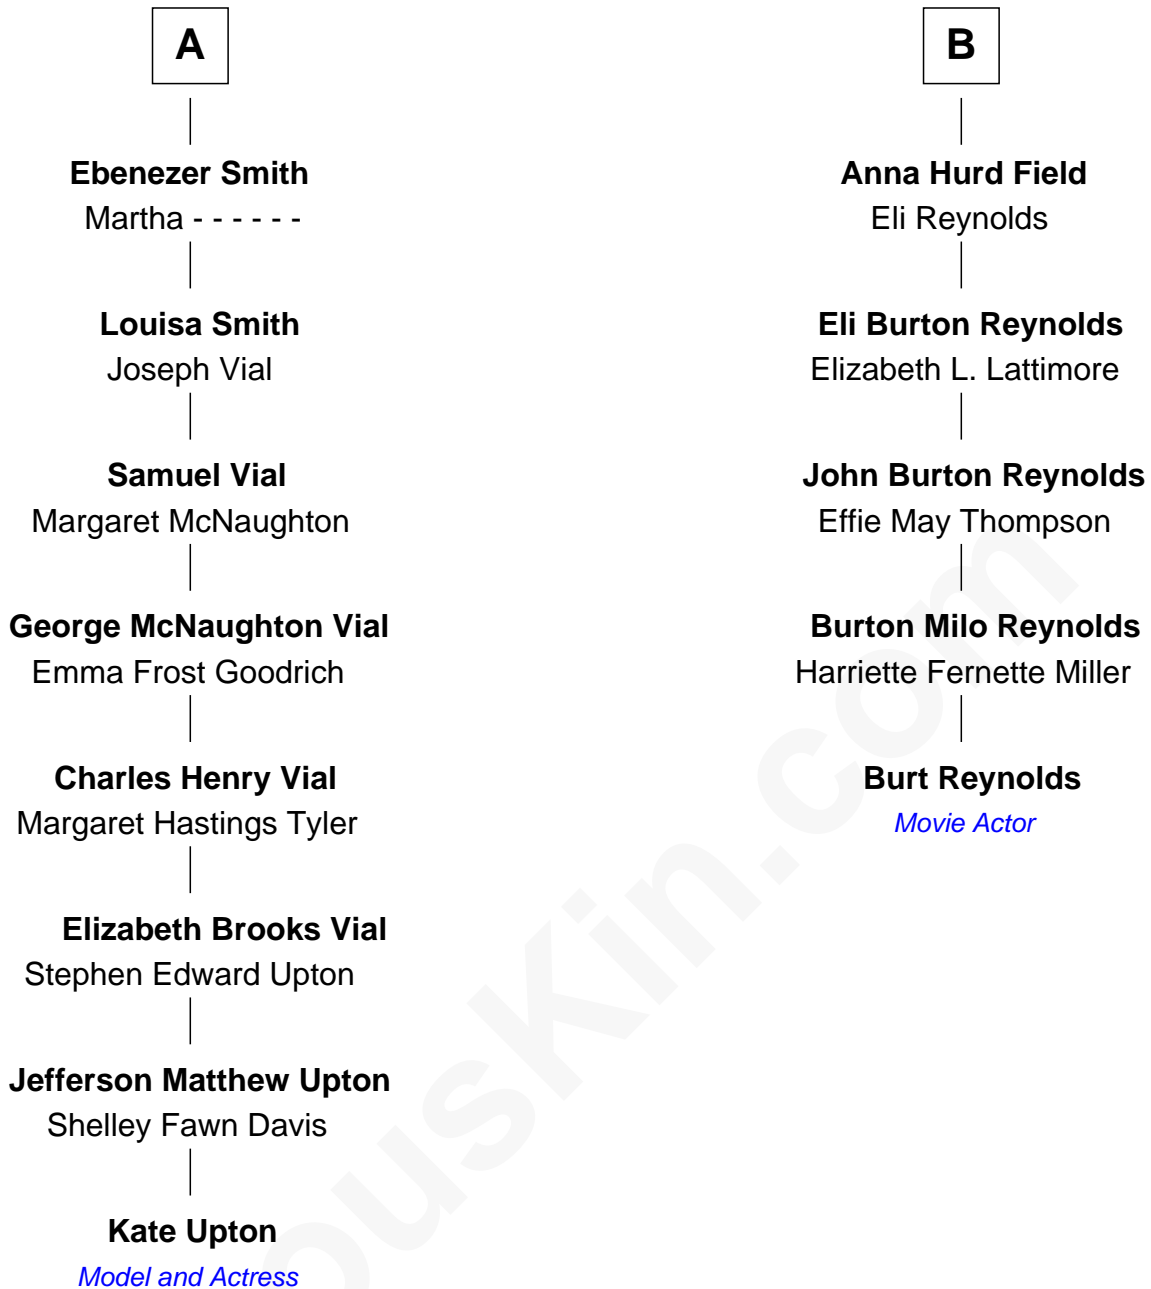 A
Ebenezer Smith
Martha - - - - - -
Louisa Smith
Joseph Vial
Samuel Vial
Margaret McNaughton
George McNaughton Vial
Emma Frost Goodrich
Charles Henry Vial
Margaret Hastings Tyler
Elizabeth Brooks Vial
Stephen Edward Upton
Jefferson Matthew Upton
Shelley Fawn Davis
Kate Upton
Model and Actress
B
Anna Hurd Field
Eli Reynolds
Eli Burton Reynolds
Elizabeth L. Lattimore
John Burton Reynolds
Effie May Thompson
Burton Milo Reynolds
Harriette Fernette Miller
Burt Reynolds
Movie Actor
ousKin.com